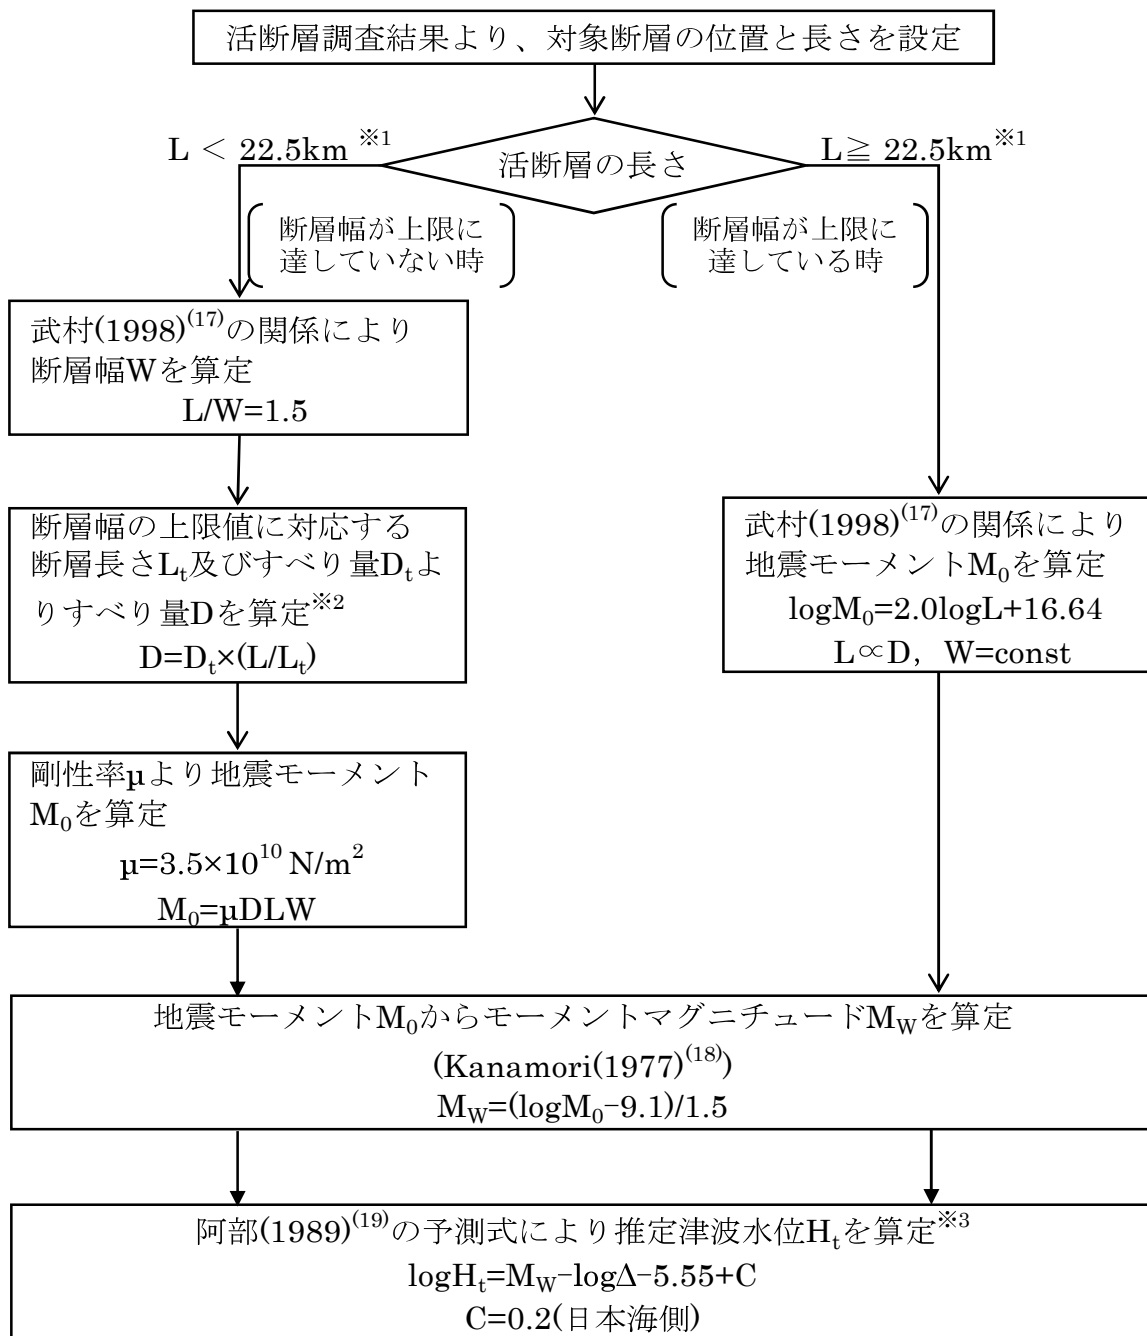 活断層調査結果より、対象断層の位置と長さを設定
L < 22.5km ※1
活断層の長さ
L≧ 22.5km※1
断層幅が上限に
達していない時
断層幅が上限に
達している時
武村(1998)(17)の関係により
断層幅Wを算定
L/W=1.5
断層幅の上限値に対応する
断層長さLt及びすべり量Dtよ
りすべり量Dを算定※2
D=Dt×(L/Lt)
剛性率µより地震モーメント
M0を算定
µ=3.5×10^10 N/m^2
M0=µDLW
武村(1998)(17)の関係により
地震モーメントM0を算定
logM0=2.0logL+16.64
L∝D, W=const
地震モーメントM0からモーメントマグニチュードMWを算定
(Kanamori(1977)(18))
MW=(logM0-9.1)/1.5
阿部(1989)(19)の予測式により推定津波水位Htを算定※3
logHt=MW-logΔ-5.55+C
C=0.2(日本海側)